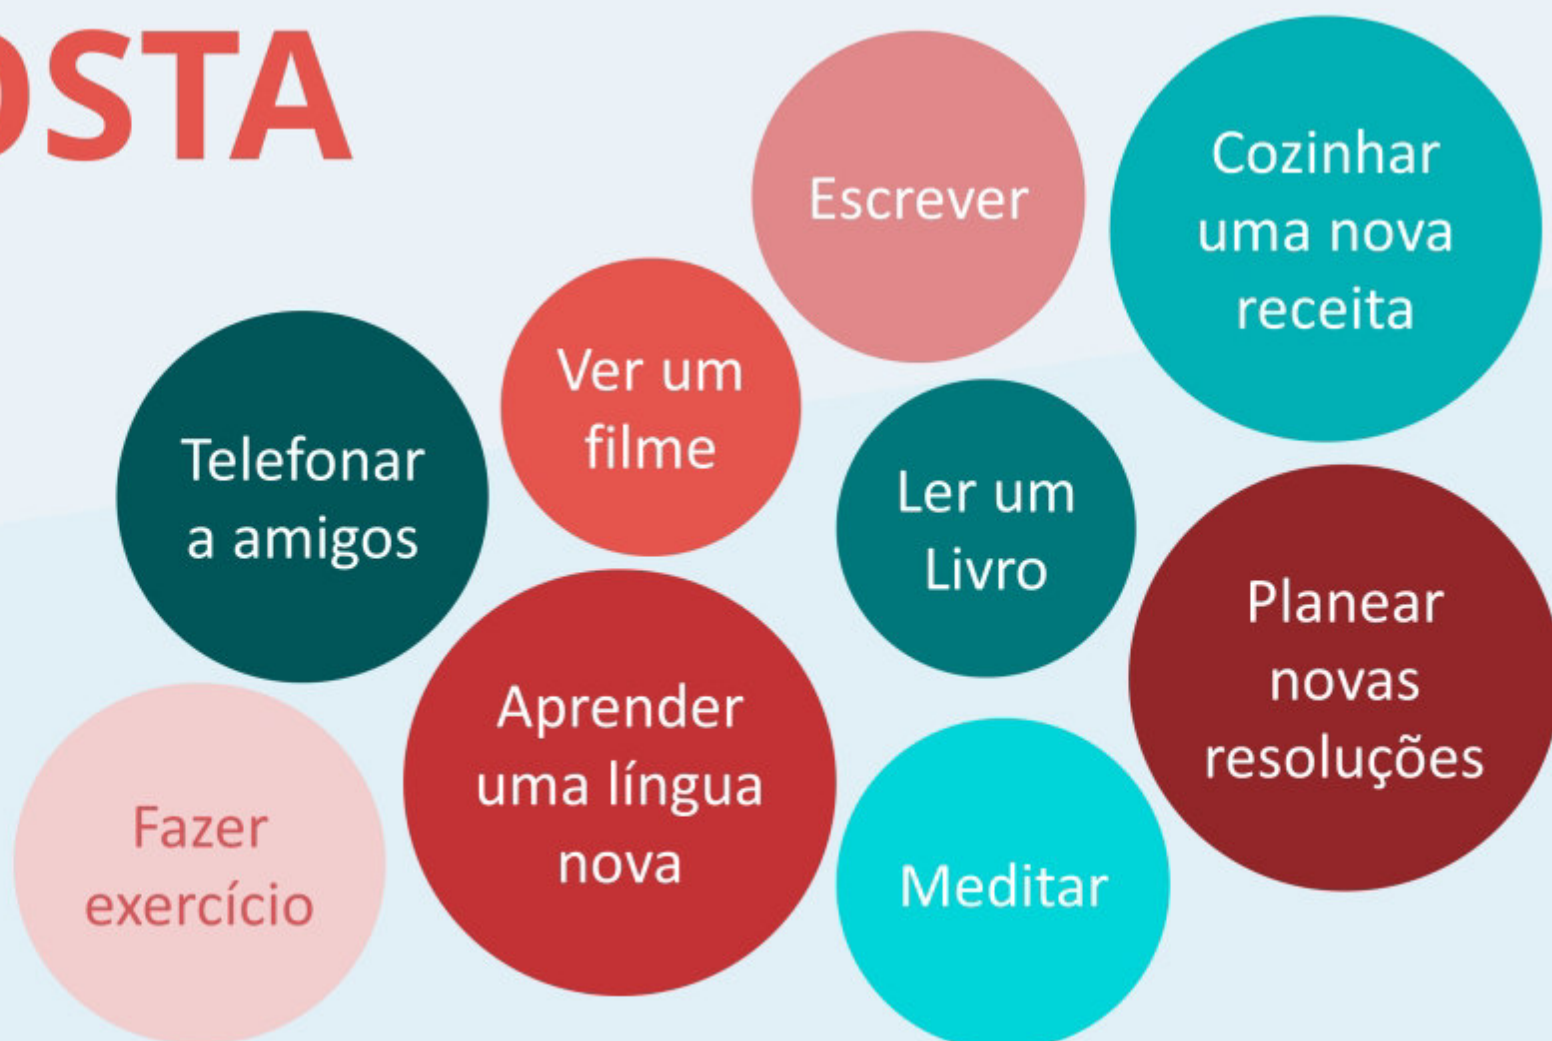 OSTA
Escrever
Cozinhar
uma nova
receita
Ver um
filme
Telefonar
a amigos
Ler um
Livro
Planear
novas
resoluções
Aprender
uma língua
nova
Fazer
exercício
Meditar